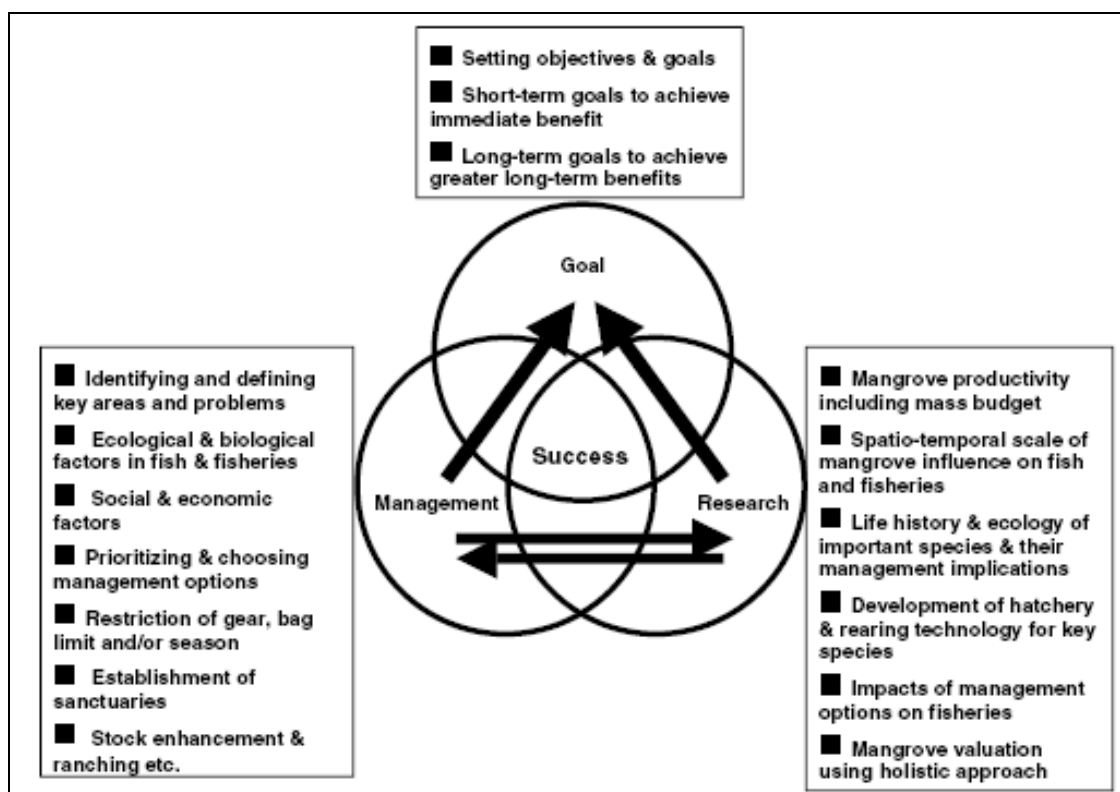 ■ Setting objectives & goals
■ Short-term goals to achieve
immediate benefit
■ Long-term goals to achieve
greater long-term benefits
Goal
Success
Management
Research
■ Identifying and defining
key areas and problems
■ Ecological & biological
factors in fish & fisheries
■ Social & economic
factors
■ Prioritizing & choosing
management options
■ Restriction of gear, bag
limit and/or season
■ Establishment of
sanctuaries
■ Stock enhancement &
ranching etc.
■ Mangrove productivity
including mass budget
■ Spatio-temporal scale of
mangrove influence on fish
and fisheries
■ Life history & ecology of
important species & their
management implications
■ Development of hatchery
& rearing technology for key
species
■ Impacts of management
options on fisheries
■ Mangrove valuation
using holistic approach